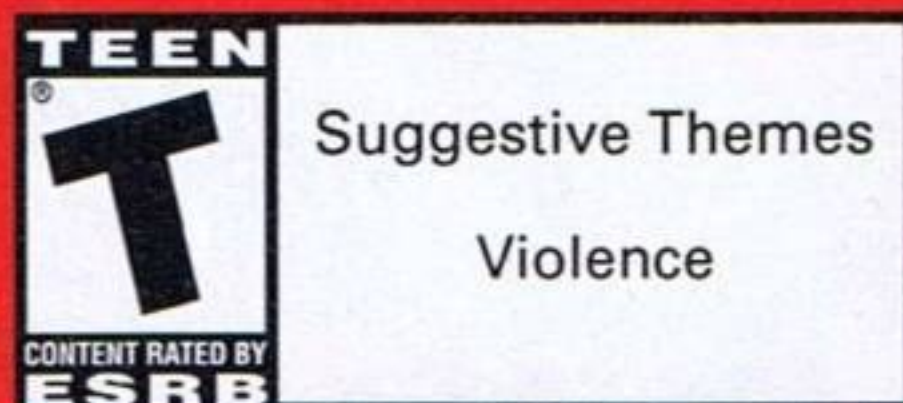 TEEN
®
T
CONTENT RATED BY
ESRB
Suggestive Themes
Violence